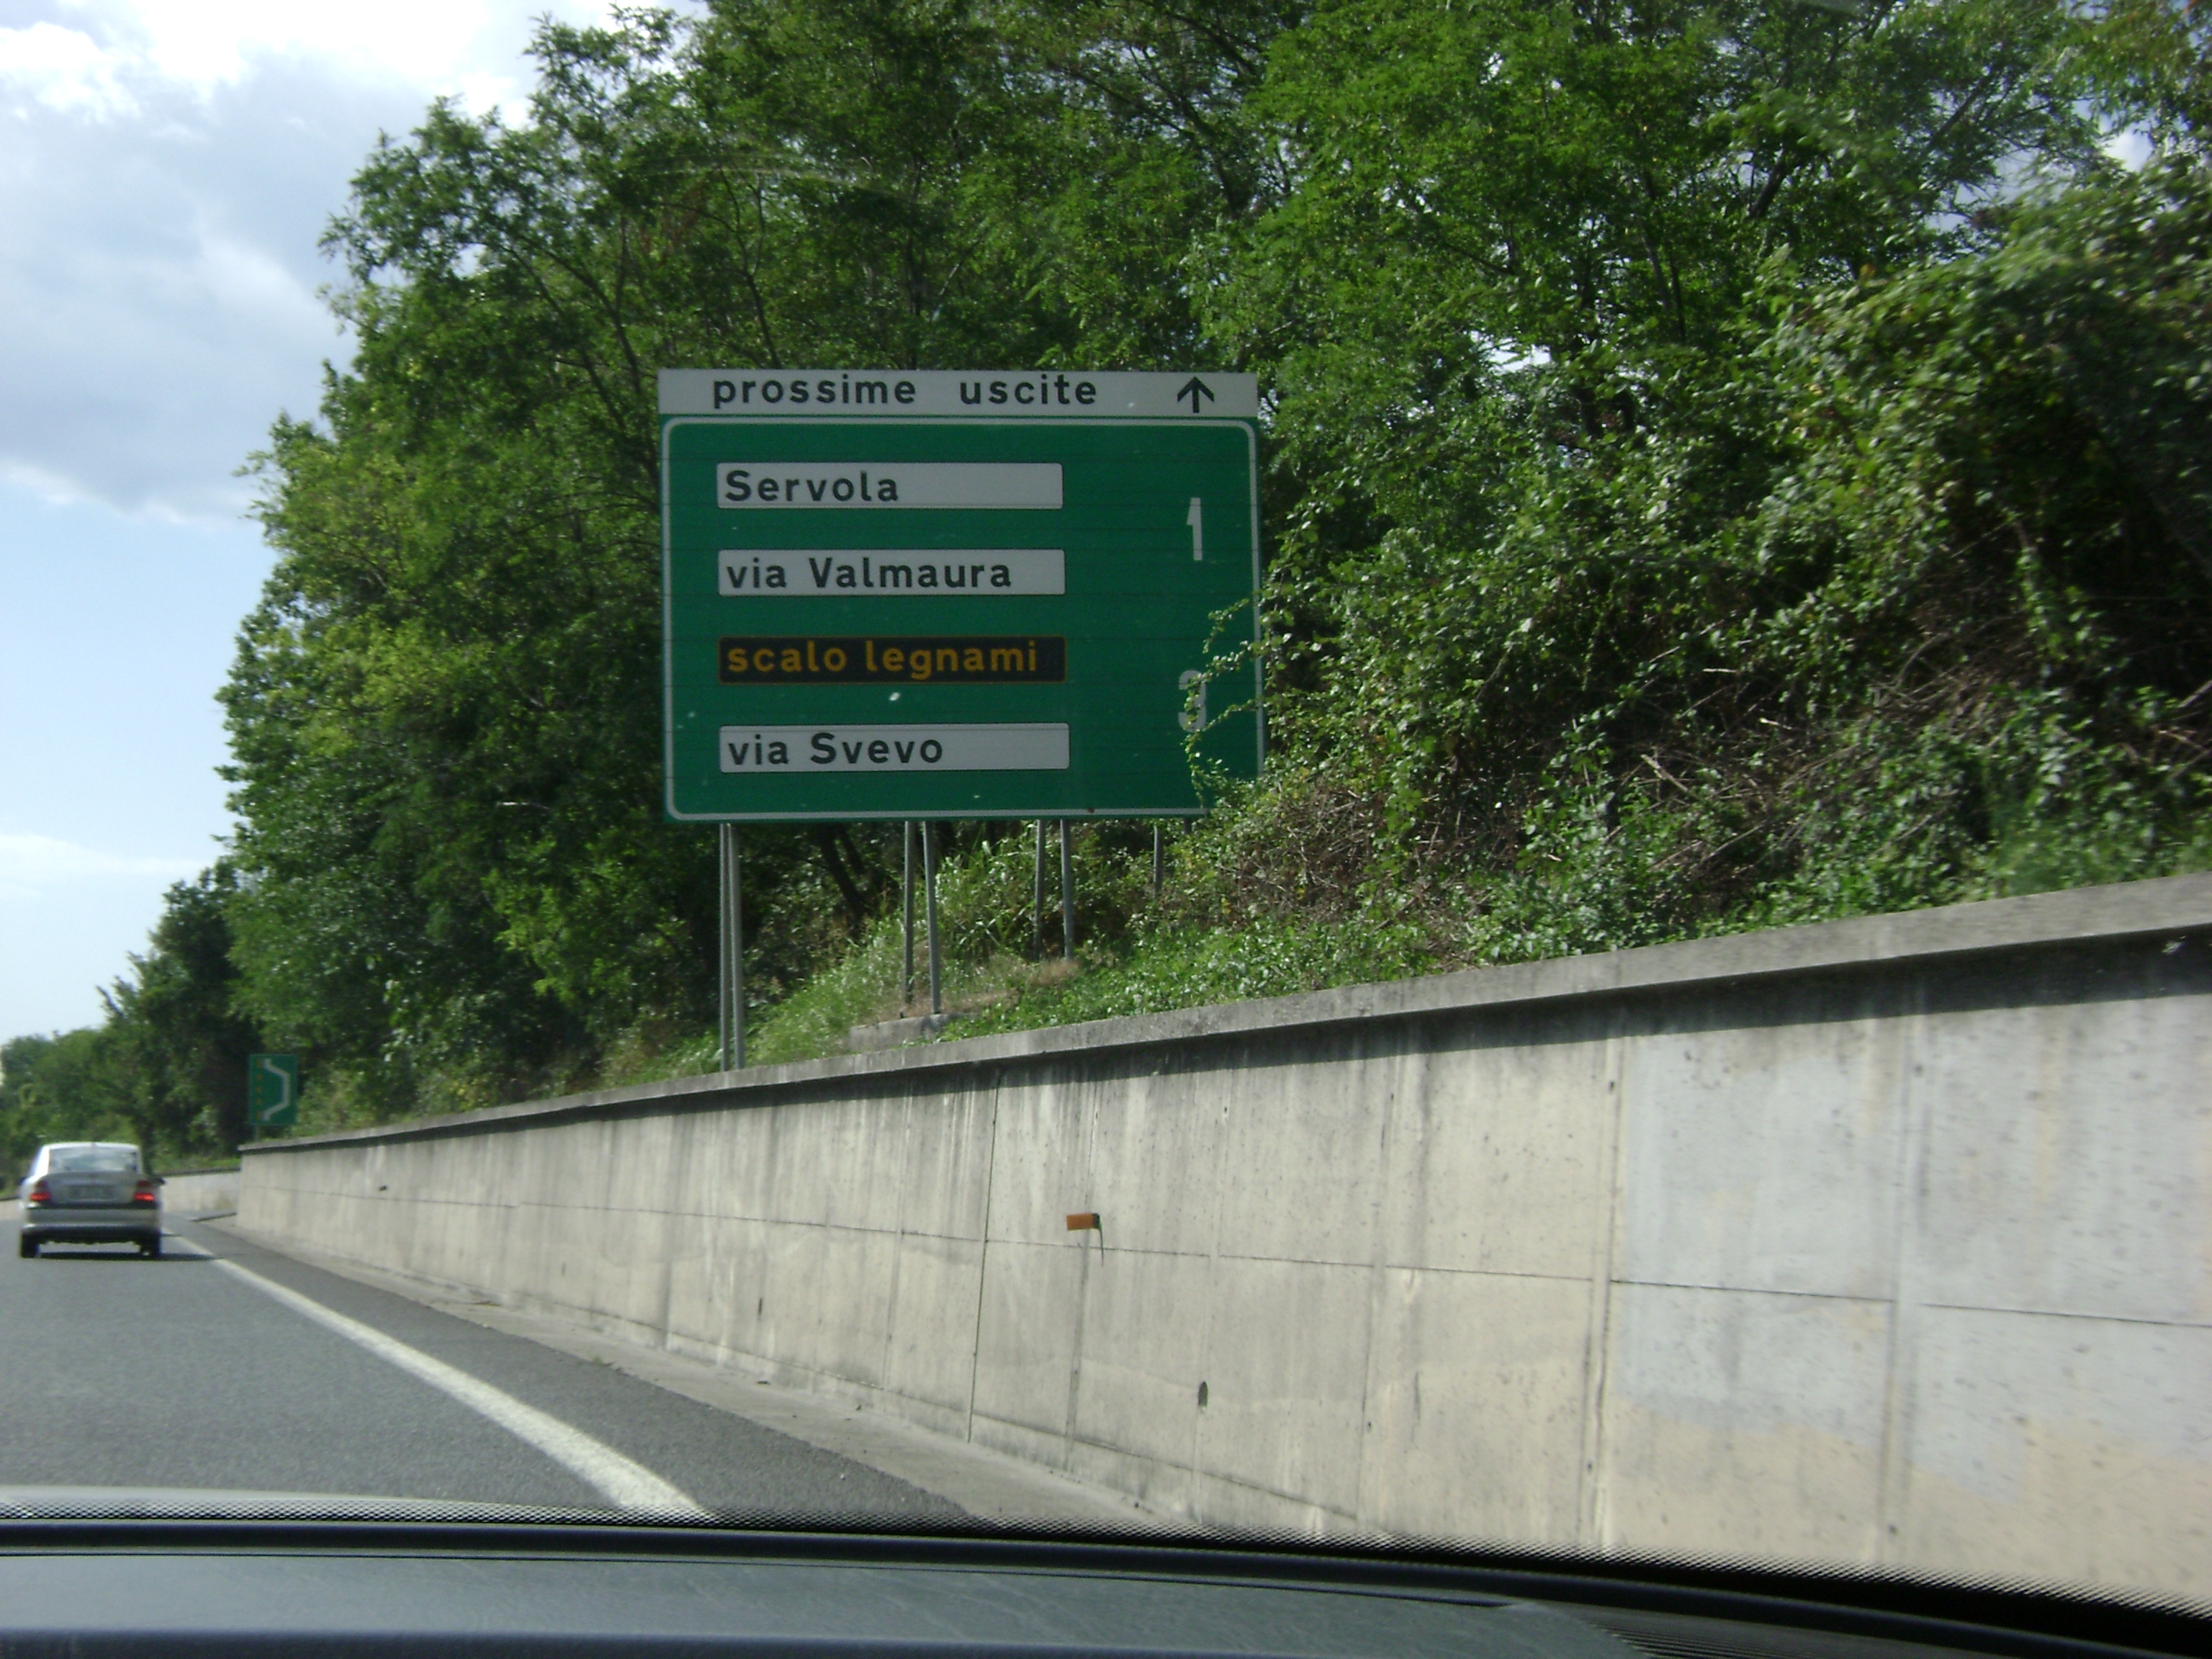 prossime uscite
Servola
1
via Valmaura
scalo legnami
3
via Svevo